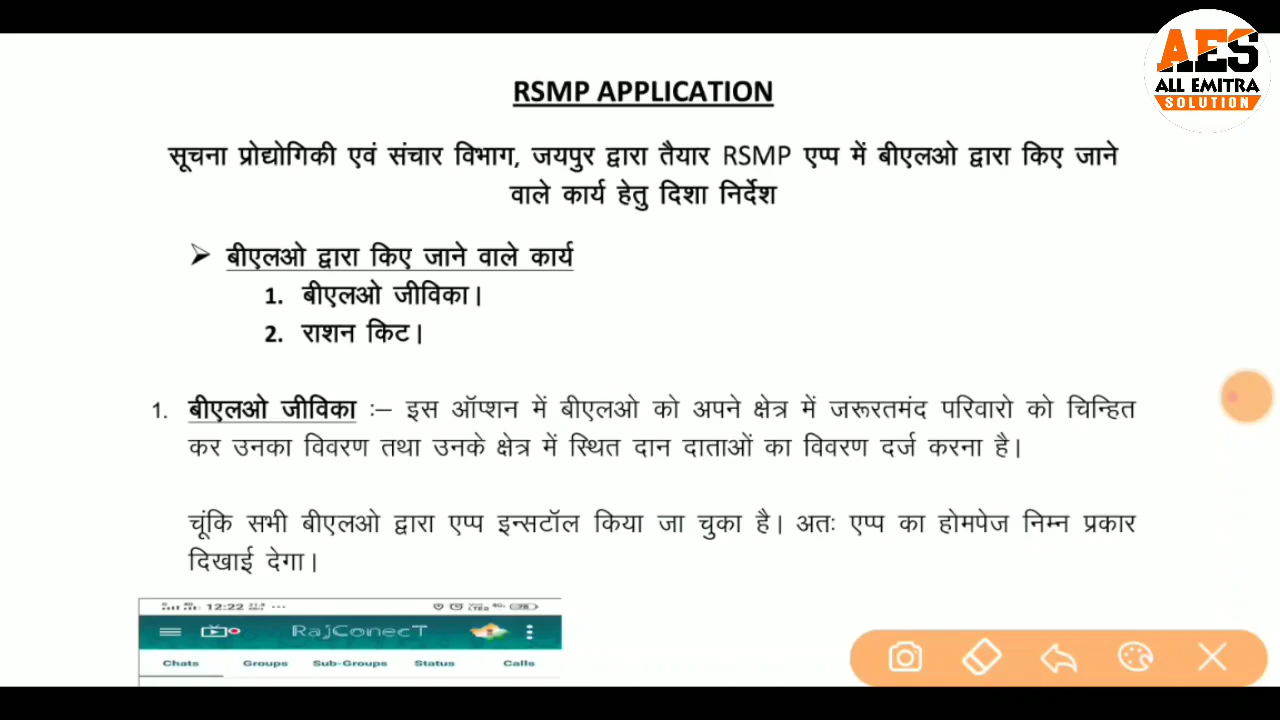 AES
ALL EMITRA
SOLUTION
RSMP APPLICATION
सूचना प्रोद्योगिकी एवं संचार विभाग, जयपुर द्वारा तैयार RSMP एप्प में बीएलओ द्वारा किए जाने
वाले कार्य हेतु दिशा निर्देश
➢ बीएलओ द्वारा किए जाने वाले कार्य
1. बीएलओ जीविका।
2. राशन किट।
1. बीएलओ जीविका :– इस ऑप्शन में बीएलओ को अपने क्षेत्र में जरूरतमंद परिवारो को चिन्हित
कर उनका विवरण तथा उनके क्षेत्र में स्थित दान दाताओं का विवरण दर्ज करना है।
चूंकि सभी बीएलओ द्वारा एप्प इन्सटॉल किया जा चुका है। अतः एप्प का होमपेज निम्न प्रकार
दिखाई देगा।
12:22
RajConecT
Chats Groups Sub-Groups Status Calls